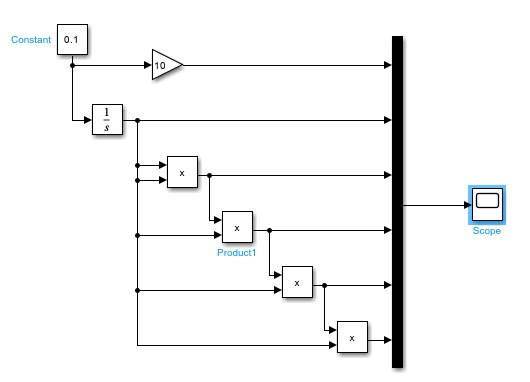 Constant
0.1
10
1
s
x
x
Product1
x
x
Scope